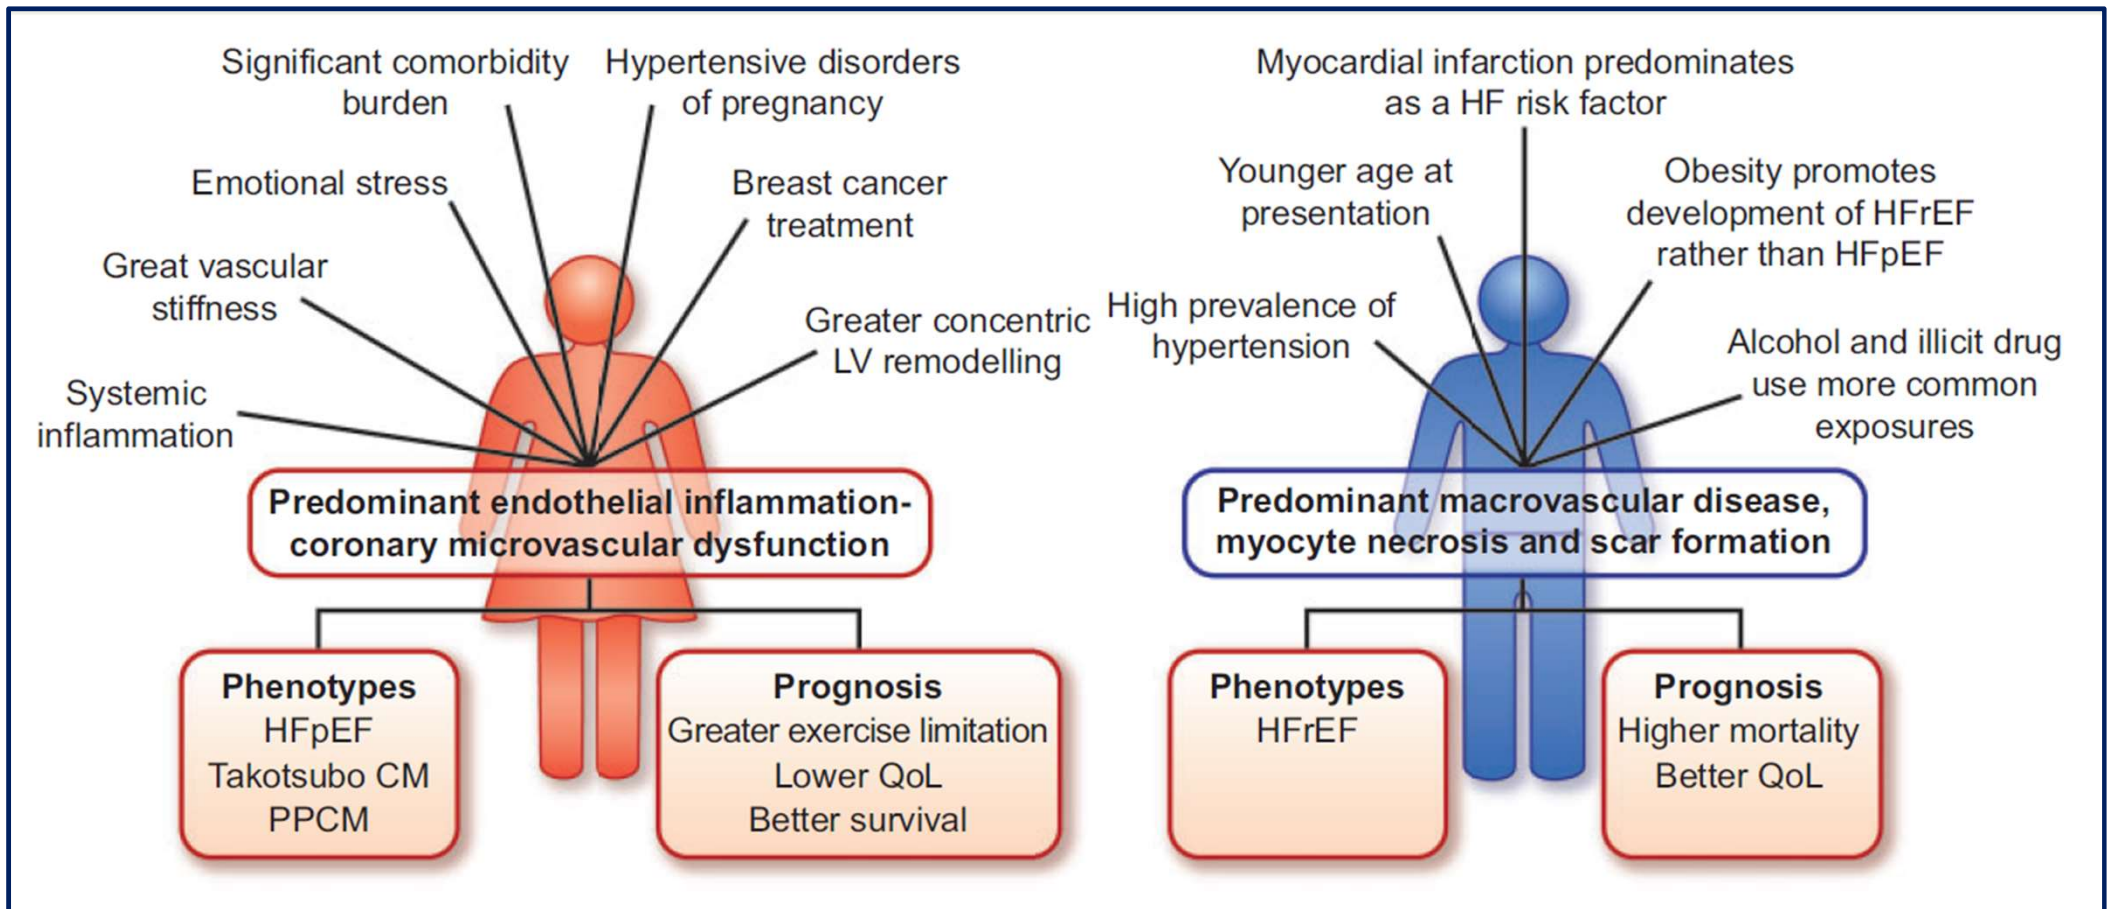 Significant comorbidity
burden
Hypertensive disorders
of pregnancy
Emotional stress
Breast cancer
treatment
Great vascular
stiffness
Greater concentric
LV remodelling
Systemic
inflammation
Predominant endothelial inflammation-
coronary microvascular dysfunction
Phenotypes
HFpEF
Takotsubo CM
PPCM
Prognosis
Greater exercise limitation
Lower QoL
Better survival
Myocardial infarction predominates
as a HF risk factor
Younger age at
presentation
Obesity promotes
development of HFrEF
rather than HFpEF
High prevalence of
hypertension
Alcohol and illicit drug
use more common
exposures
Predominant macrovascular disease,
myocyte necrosis and scar formation
Phenotypes
HFrEF
Prognosis
Higher mortality
Better QoL